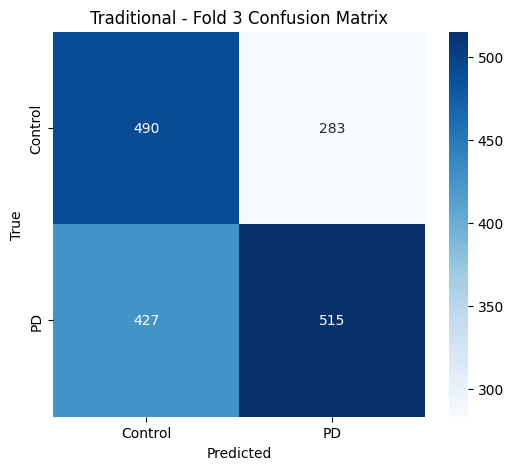 Traditional - Fold 3 Confusion Matrix
Control
490
283
PD
427
515
True
Control
PD
Predicted
500
450
400
350
300